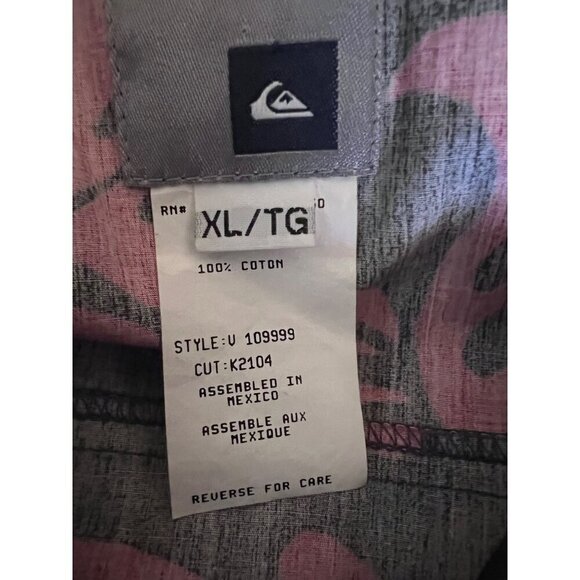 RN#
XL/TG
100% COTON
STYLE:V 109999
CUT:K2104
ASSEMBLED IN
MEXICO
ASSEMBLE AUX
MEXIQUE
REVERSE FOR CARE